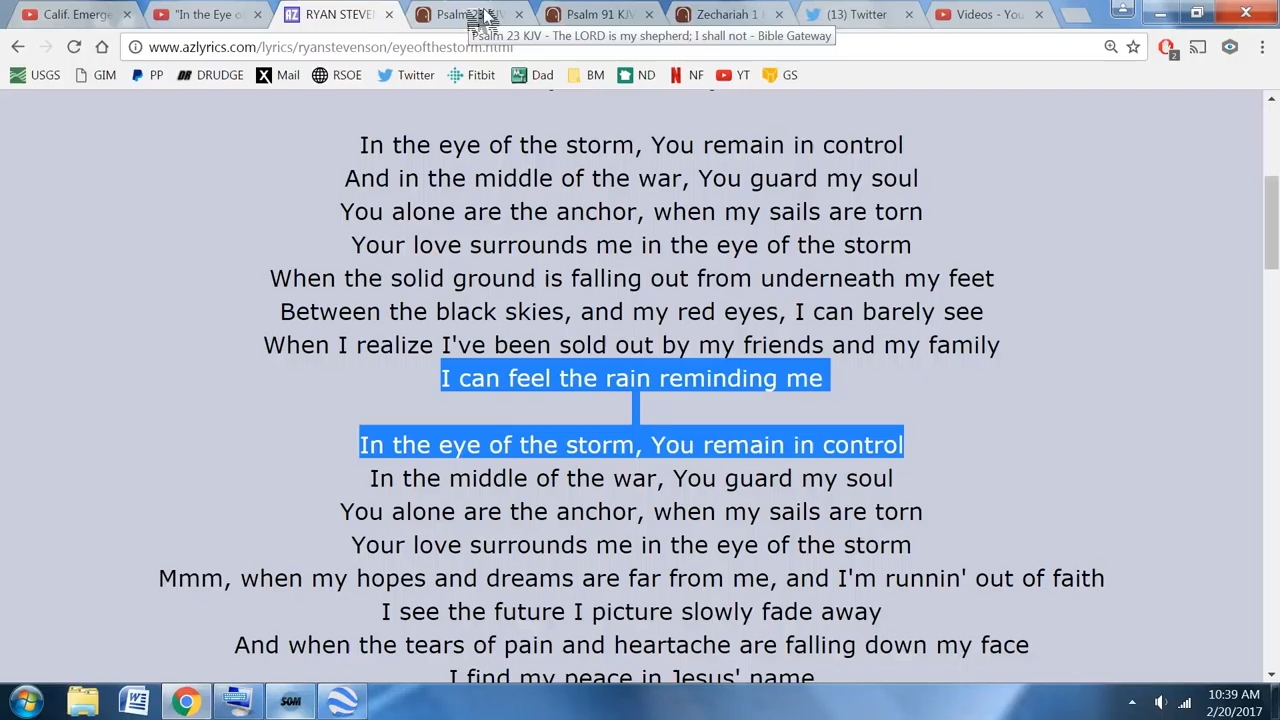 Calif. Emerge
"In the Eye o
RYAN STEVEN
Psalm 23 KJV
Psalm 91 KJV
Zechariah 1
(13) Twitter
Videos - You
www.azlyrics.com/lyrics/ryanstevenson/eyeofthestorm.html
Psalm 23 KJV - The LORD is my shepherd; I shall not - Bible Gateway
2
USGS
GIM
PP
DRUDGE
Mail
RSOE
Twitter
Fitbit
Dad
BM
ND
NF
YT
GS
In the eye of the storm, You remain in control
And in the middle of the war, You guard my soul
You alone are the anchor, when my sails are torn
Your love surrounds me in the eye of the storm
When the solid ground is falling out from underneath my feet
Between the black skies, and my red eyes, I can barely see
When I realize I've been sold out by my friends and my family
I can feel the rain reminding me
In the eye of the storm, You remain in control
In the middle of the war, You guard my soul
You alone are the anchor, when my sails are torn
Your love surrounds me in the eye of the storm
Mmm, when my hopes and dreams are far from me, and I'm runnin' out of faith
I see the future I picture slowly fade away
And when the tears of pain and heartache are falling down my face
I find my peace in Jesus' name
SOM
10:39 AM
2/20/2017